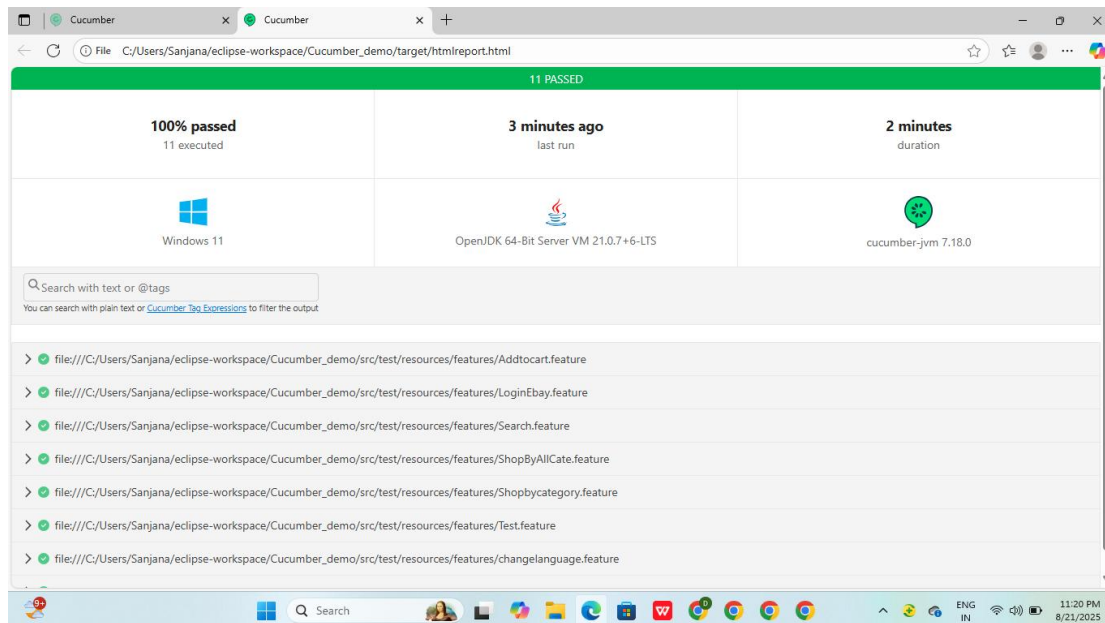 Cucumber
Cucumber
File C:/Users/Sanjana/eclipse-workspace/Cucumber_demo/target/htmlreport.html
11 PASSED
100% passed
11 executed
3 minutes ago
last run
2 minutes
duration
Windows 11
OpenJDK 64-Bit Server VM 21.0.7+6-LTS
cucumber-jvm 7.18.0
Search with text or @tags
You can search with plain text or Cucumber Tag Expressions to filter the output
file:///C:/Users/Sanjana/eclipse-workspace/Cucumber_demo/src/test/resources/features/Addtocart.feature
file:///C:/Users/Sanjana/eclipse-workspace/Cucumber_demo/src/test/resources/features/LoginEbay.feature
file:///C:/Users/Sanjana/eclipse-workspace/Cucumber_demo/src/test/resources/features/Search.feature
file:///C:/Users/Sanjana/eclipse-workspace/Cucumber_demo/src/test/resources/features/ShopByAllCate.feature
file:///C:/Users/Sanjana/eclipse-workspace/Cucumber_demo/src/test/resources/features/Shopbycategory.feature
file:///C:/Users/Sanjana/eclipse-workspace/Cucumber_demo/src/test/resources/features/Test.feature
file:///C:/Users/Sanjana/eclipse-workspace/Cucumber_demo/src/test/resources/features/changelanguage.feature
9+
Search
W
D
ENG
IN
11:20 PM
8/21/2025